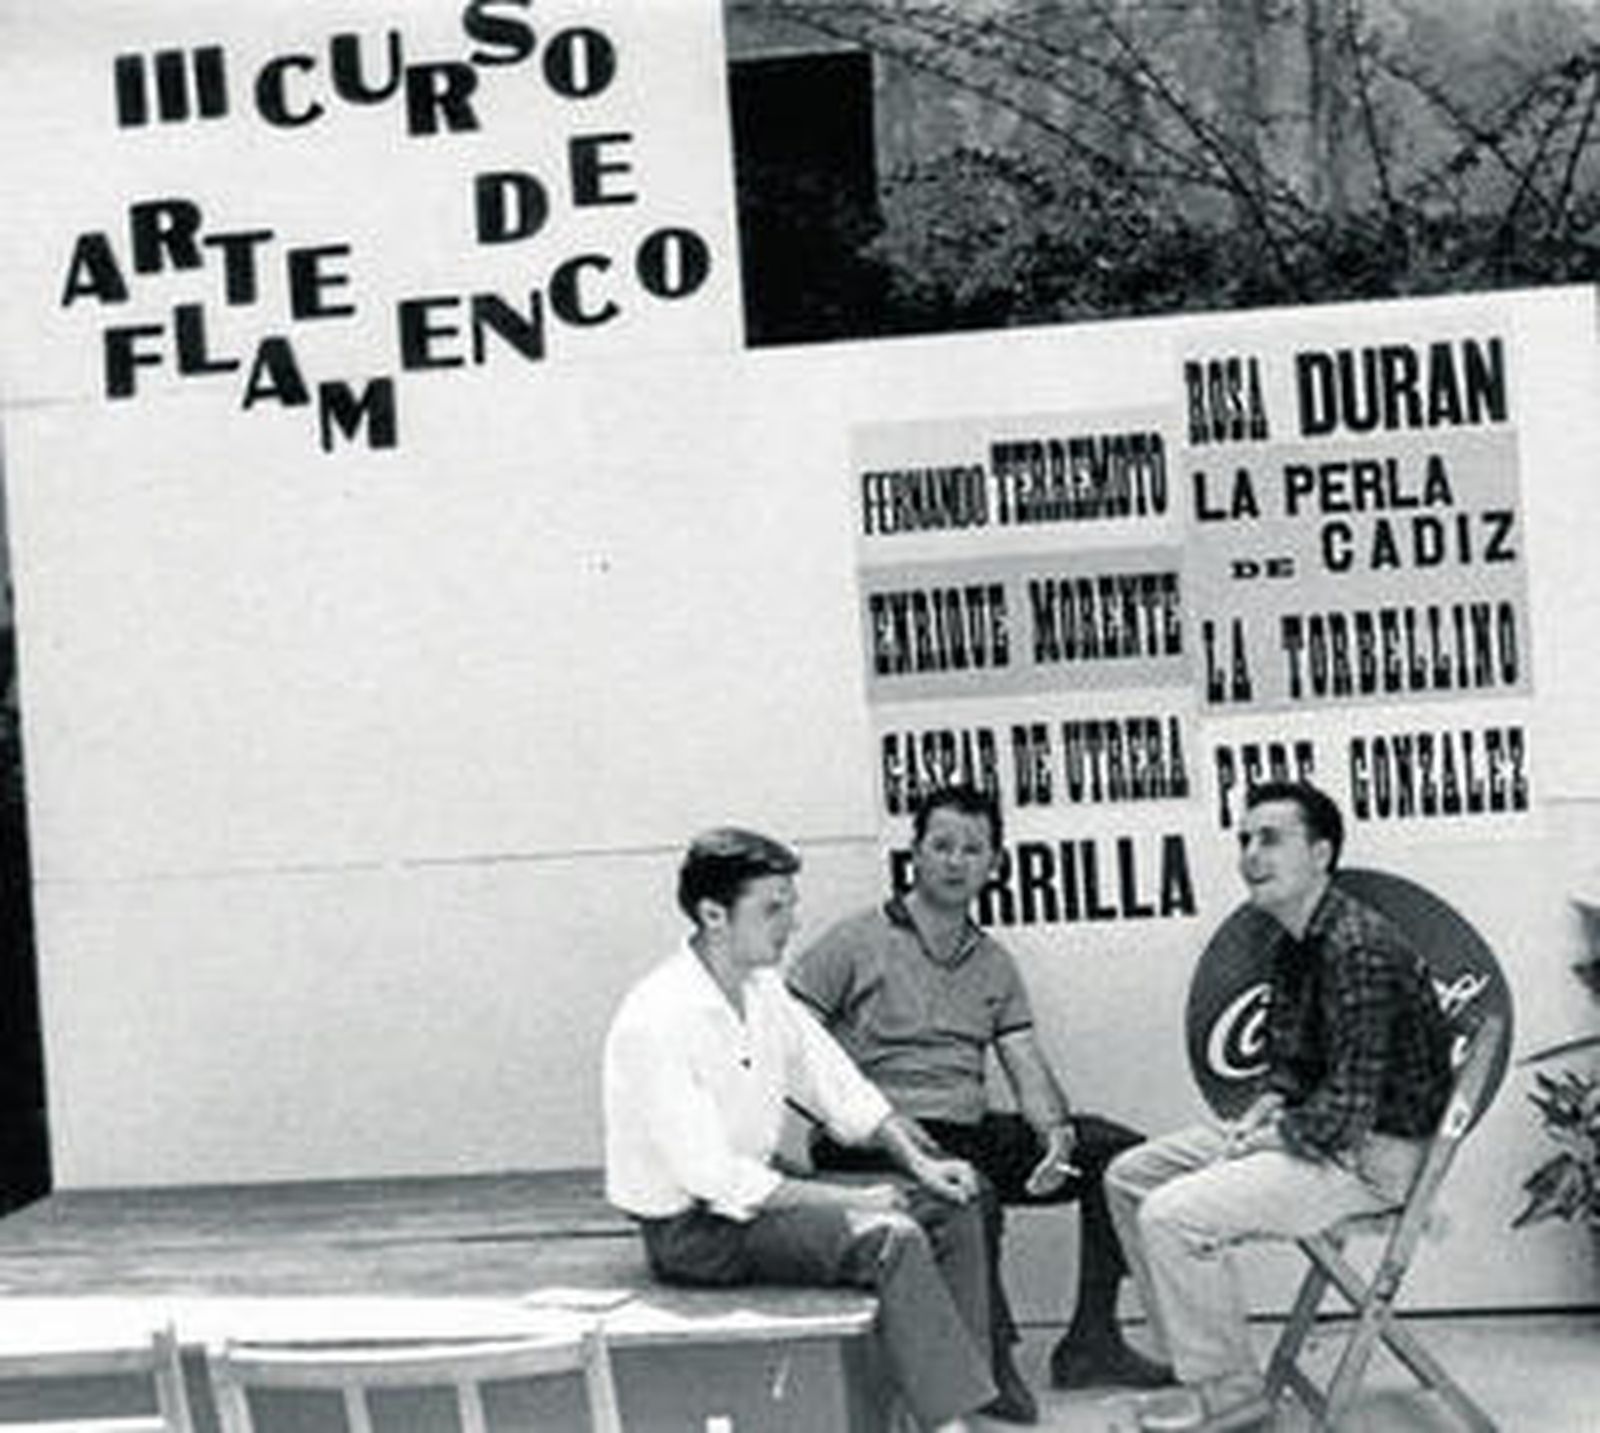 III CURSO
DE
ARTE
FLAMENCO
FERNANDO TERREMOTO
ENRIQUE MORENTE
GASPAR DE UTRERA
ROSA DURAN
LA PERLA
DE CADIZ
LA TORBELLINO
PEPE GONZALEZ